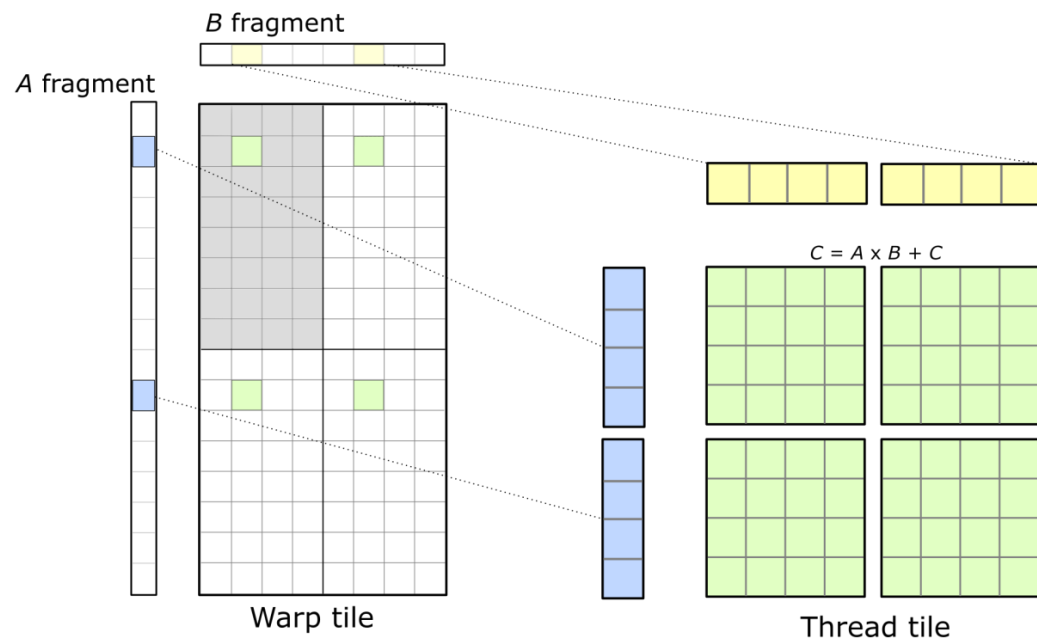 B fragment
A fragment
C = A x B + C
Warp tile
Thread tile